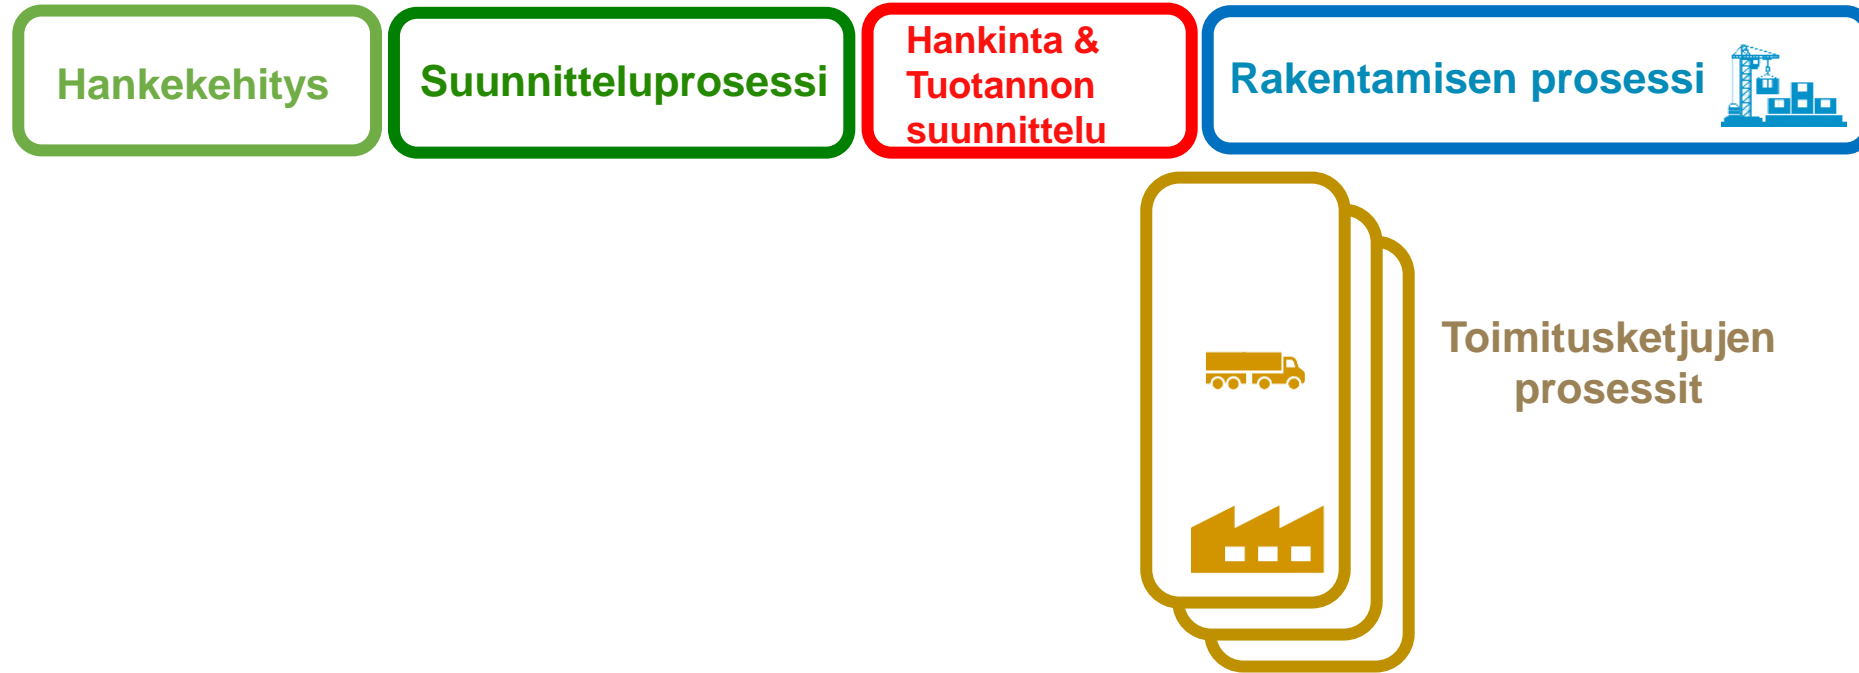 Hankekehitys
Suunnitteluprosessi
Hankinta &
Tuotannon
suunnittelu
Rakentamisen prosessi
Toimitusketjujen
prosessit